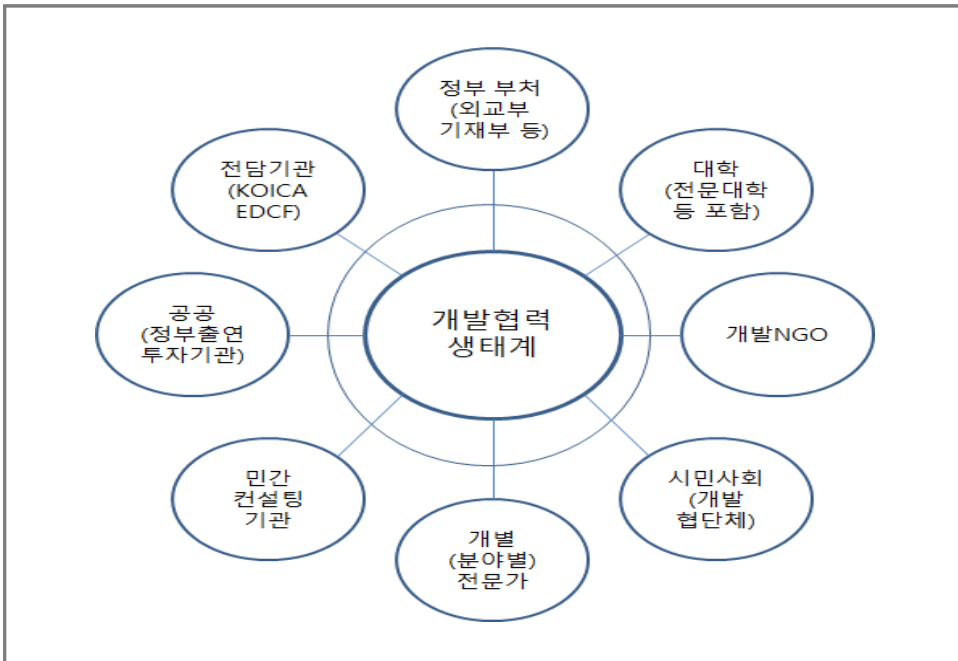 정부 부처
(외교부
기재부 등)
전담기관
(KOICA
EDCF)
대학
(전문대학
등 포함)
공공
(정부출연
투자기관)
개발협력
생태계
개발NGO
민간
컨설팅
기관
시민사회
(개발
협단체)
개별
(분야별)
전문가